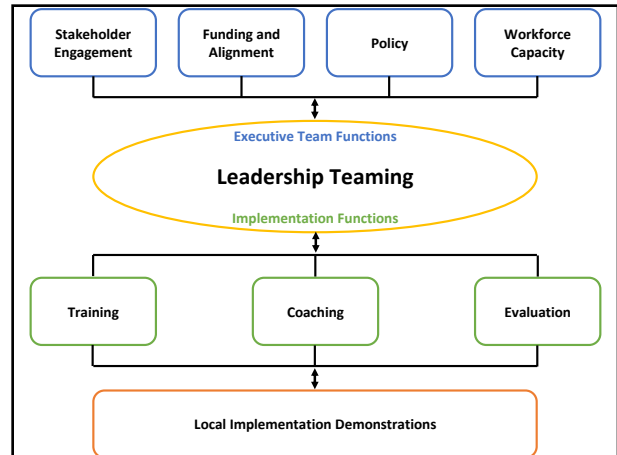 Stakeholder
Engagement
Funding and
Alignment
Policy
Workforce
Capacity
Executive Team Functions
Leadership Teaming
Implementation Functions
Training
Coaching
Evaluation
Local Implementation Demonstrations